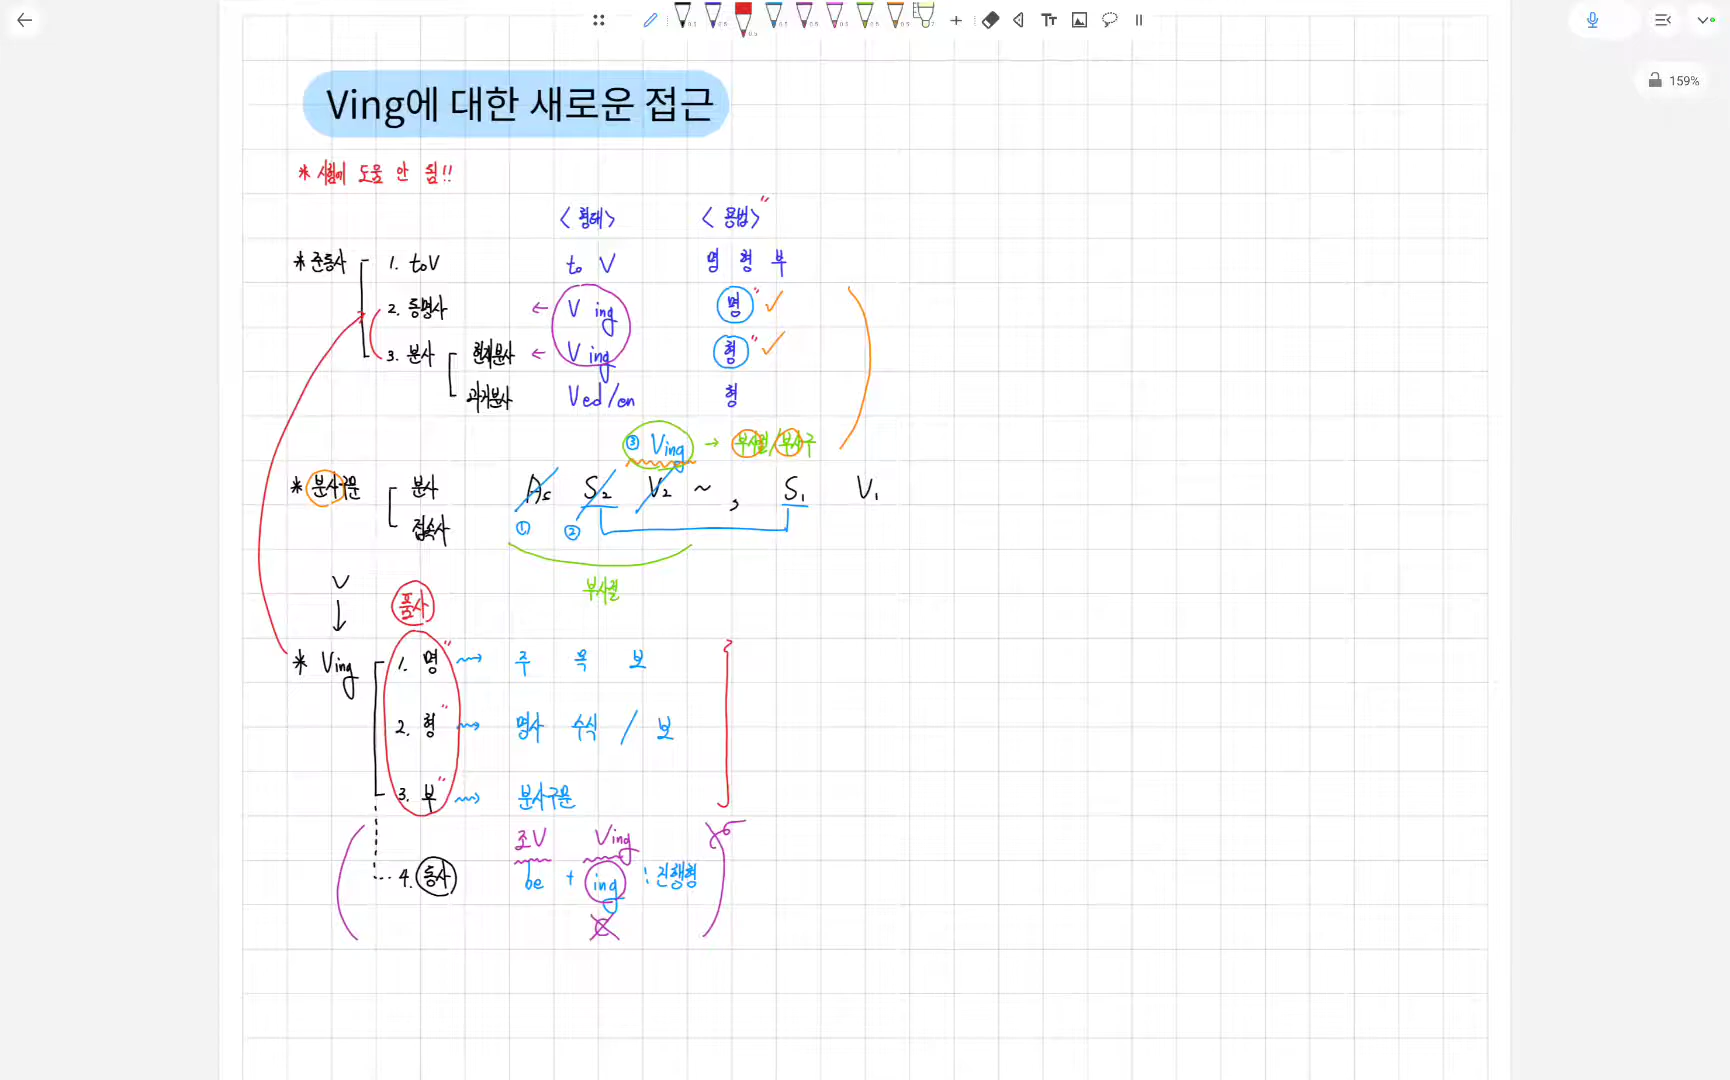 159%
Ving에 대한 새로운 접근
* 시험에 도움 안 됨!!
<형태> <용법>"
* 준동사 1. to V to V 명 형 부
2. 동명사 ← V ing 명" ✓
3. 분사 현재분사 ← V ing 형" ✓
과거분사 Ved/en 형
③ Ving → 부사절/부사구
* 분사구문 분사 S₂ V₂ ~ , S₁ V₁
접속사 ① ②
부사절
V
↓ 품사
* Ving 1. 명" → 주 목 보
2. 형" → 명사 수식 / 보
3. 부" → 분사구문
조V Ving
4. 동사 be + ing : 진행형